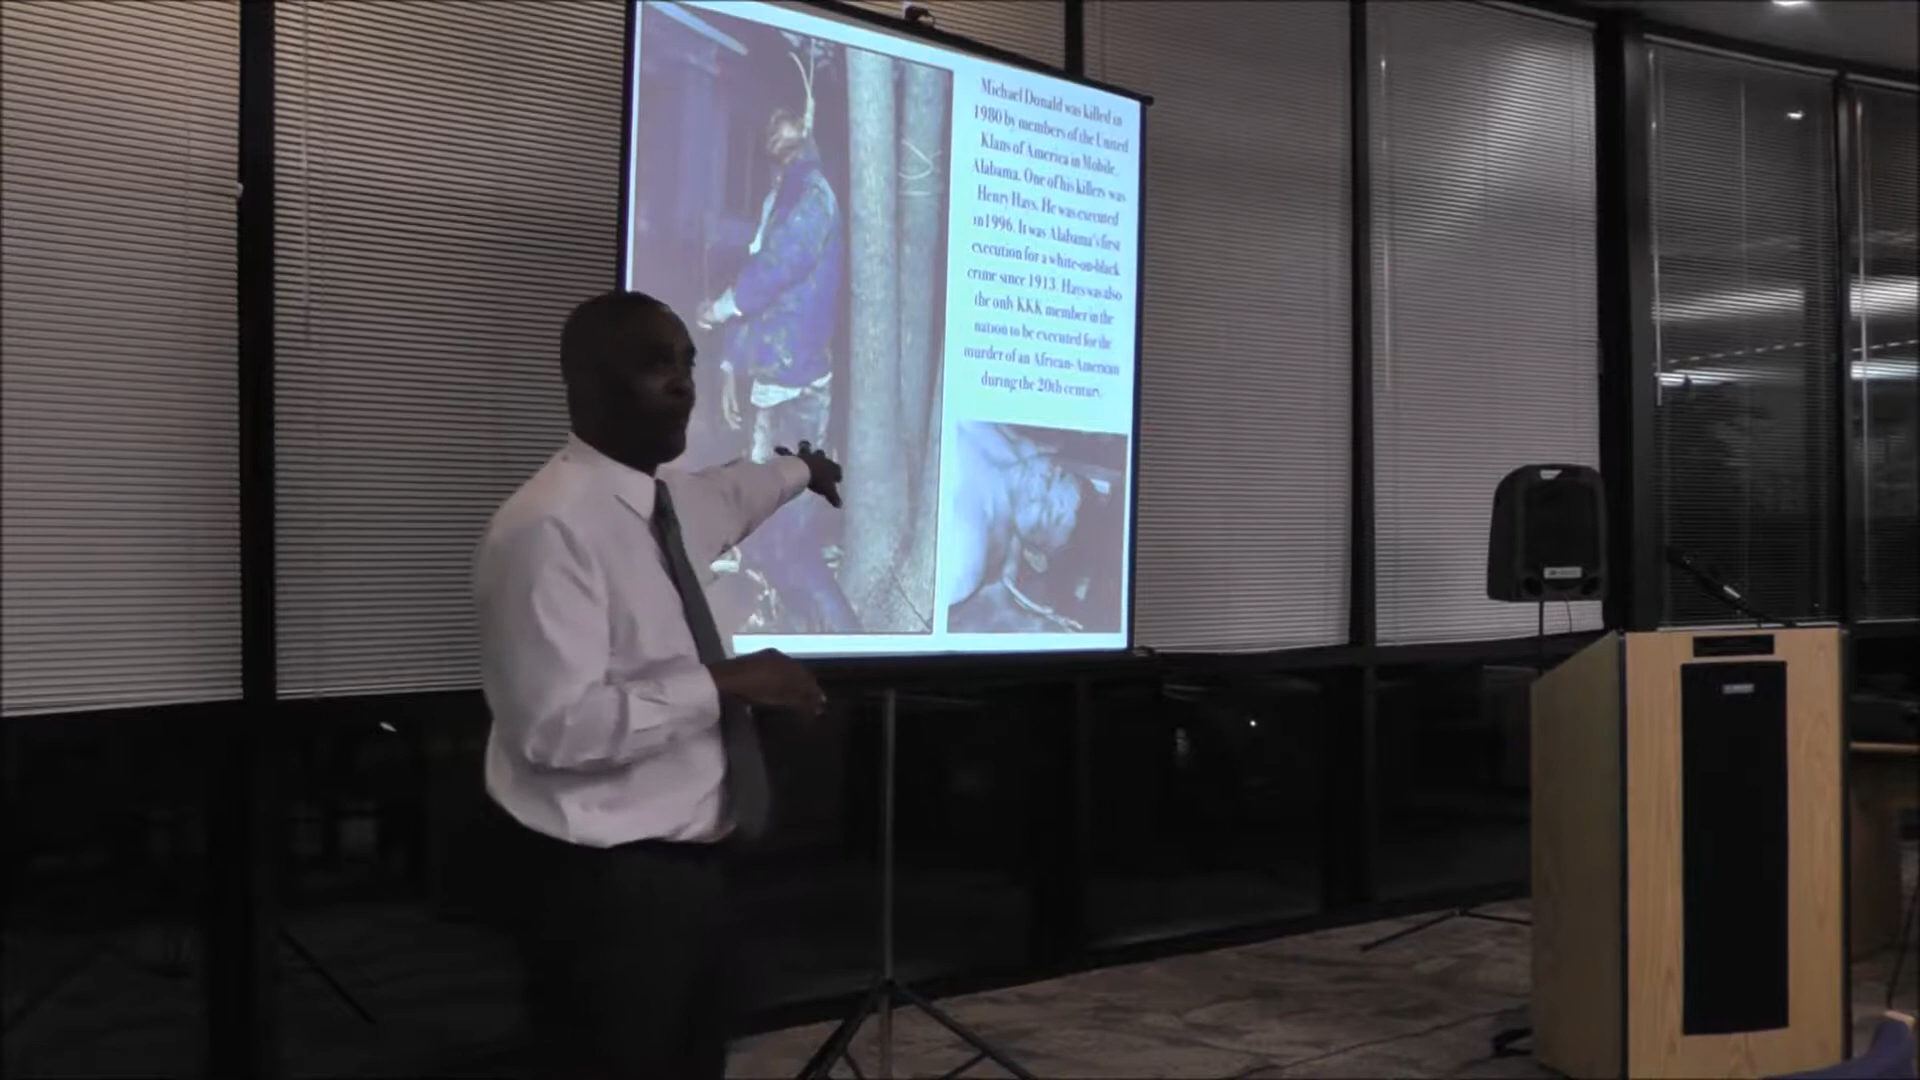 Michael Donald was killed in
1980 by members of the United
Klans of America in Mobile,
Alabama. One of his killers was
Henry Hays. He was executed
in 1996. It was Alabama's first
execution for a white-on-black
crime since 1913. Hays was also
the only KKK member in the
nation to be executed for the
murder of an African-American
during the 20th century.